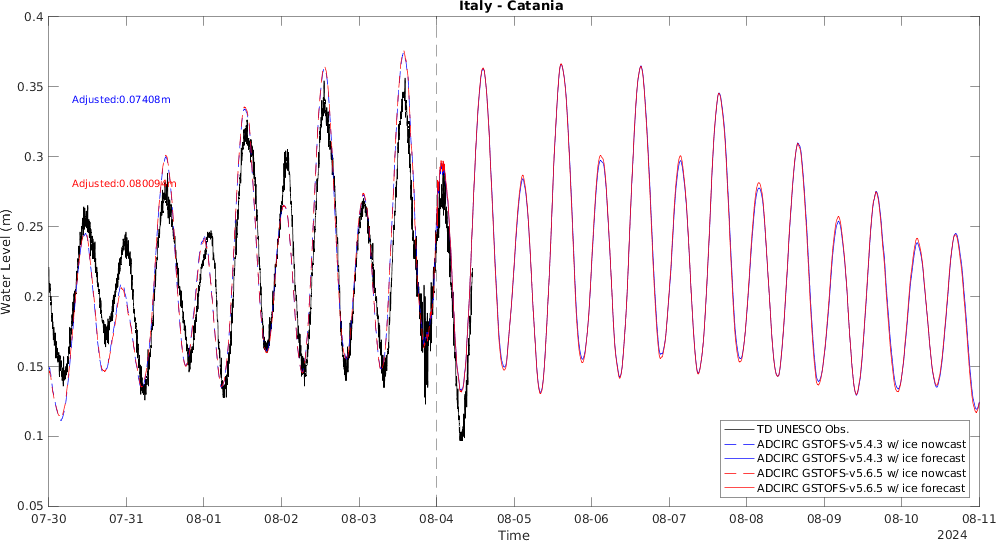 Italy - Catania
0.4
0.35
0.3
0.25
0.2
0.15
0.1
0.05
Water Level (m)
Adjusted:0.07408m
Adjusted:0.080094m
TD UNESCO Obs.
ADCIRC GSTOFS-v5.4.3 w/ ice nowcast
ADCIRC GSTOFS-v5.4.3 w/ ice forecast
ADCIRC GSTOFS-v5.6.5 w/ ice nowcast
ADCIRC GSTOFS-v5.6.5 w/ ice forecast
07-30 07-31 08-01 08-02 08-03 08-04 08-05 08-06 08-07 08-08 08-09 08-10 08-11
Time
2024